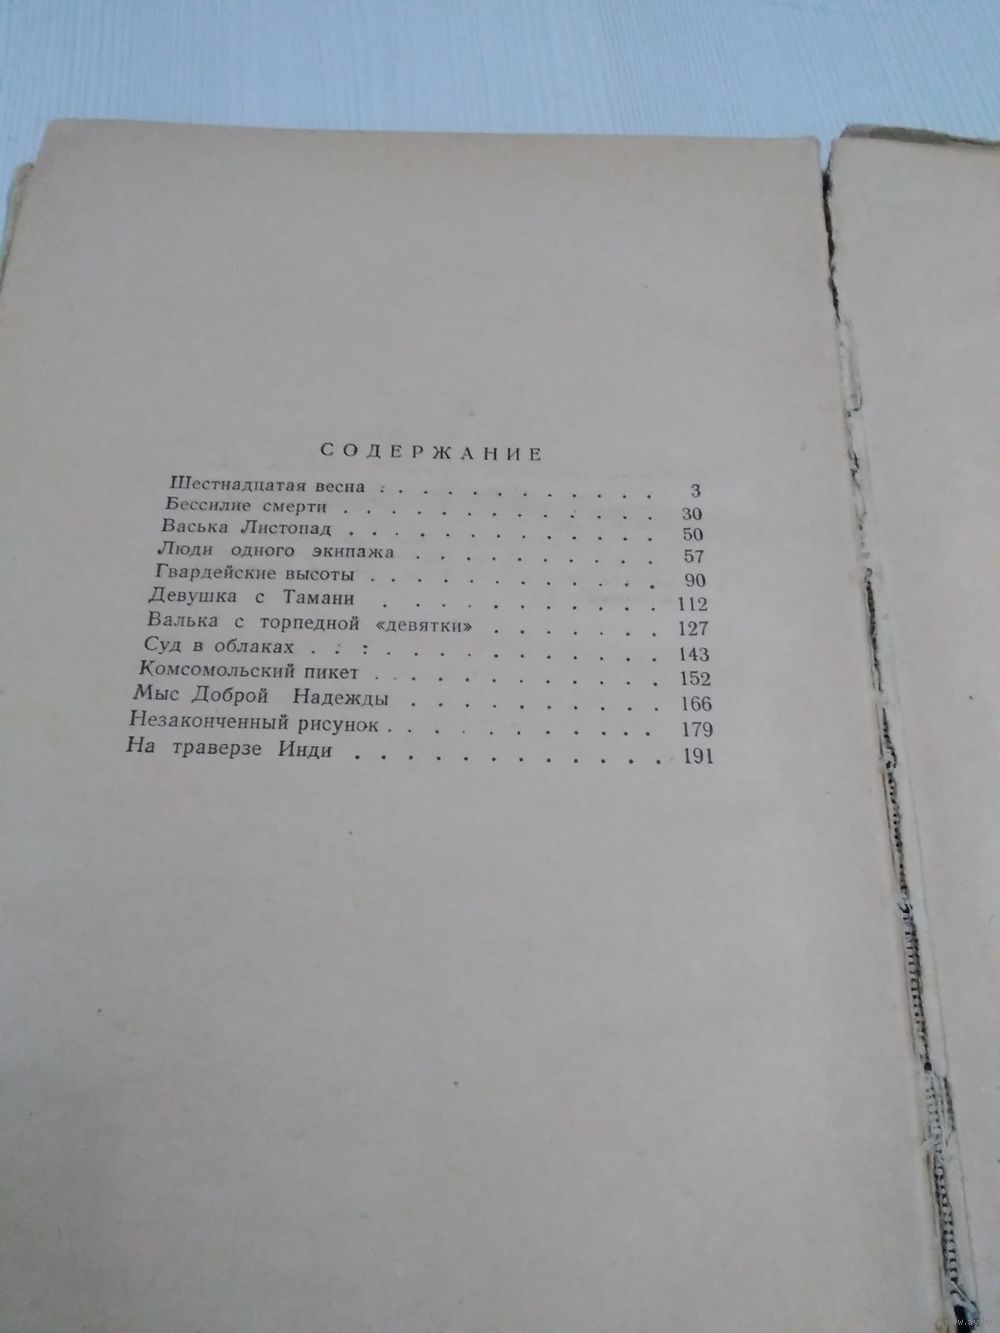 СОДЕРЖАНИЕ
Шестнадцатая весна . . . . . . . . . . . . 3
Бессилие смерти . . . . . . . . . . . . . 30
Васька Листопад . . . . . . . . . . . . . 50
Люди одного экипажа . . . . . . . . . . 57
Гвардейские высоты . . . . . . . . . . . . 90
Девушка с Тамани . . . . . . . . . . . 112
Валька с торпедной «девятки» . . . . . . . 127
Суд в облаках . . : . . . . . . . . . . . 143
Комсомольский пикет . . . . . . . . . . . . 152
Мыс Доброй Надежды . . . . . . . . . . 166
Незаконченный рисунок . . . . . . . . . . . 179
На траверзе Инди . . . . . . . . . . . . 191